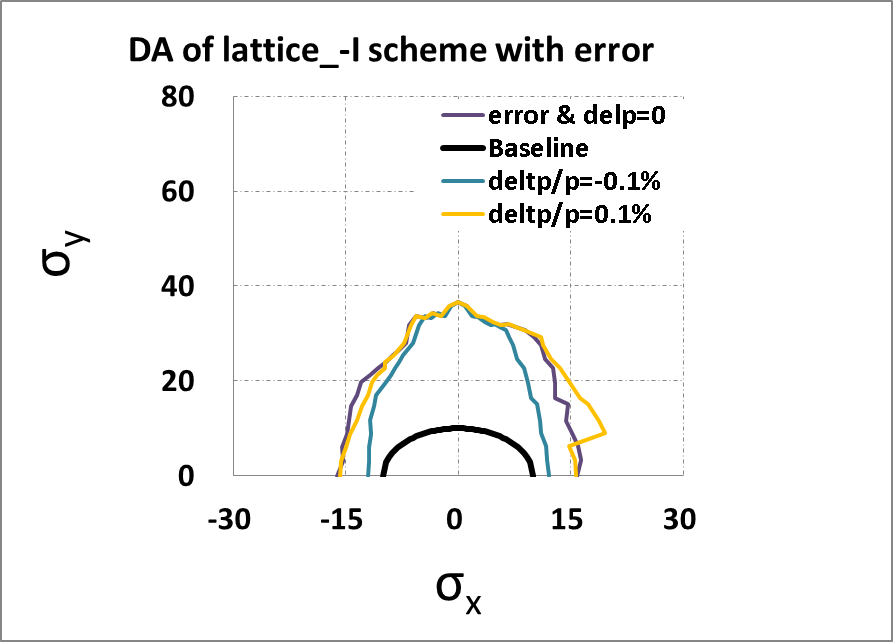 DA of lattice_-I scheme with error
80
60
40
20
0
-30
-15
0
15
30
σy
σx
error & delp=0
Baseline
deltp/p=-0.1%
deltp/p=0.1%